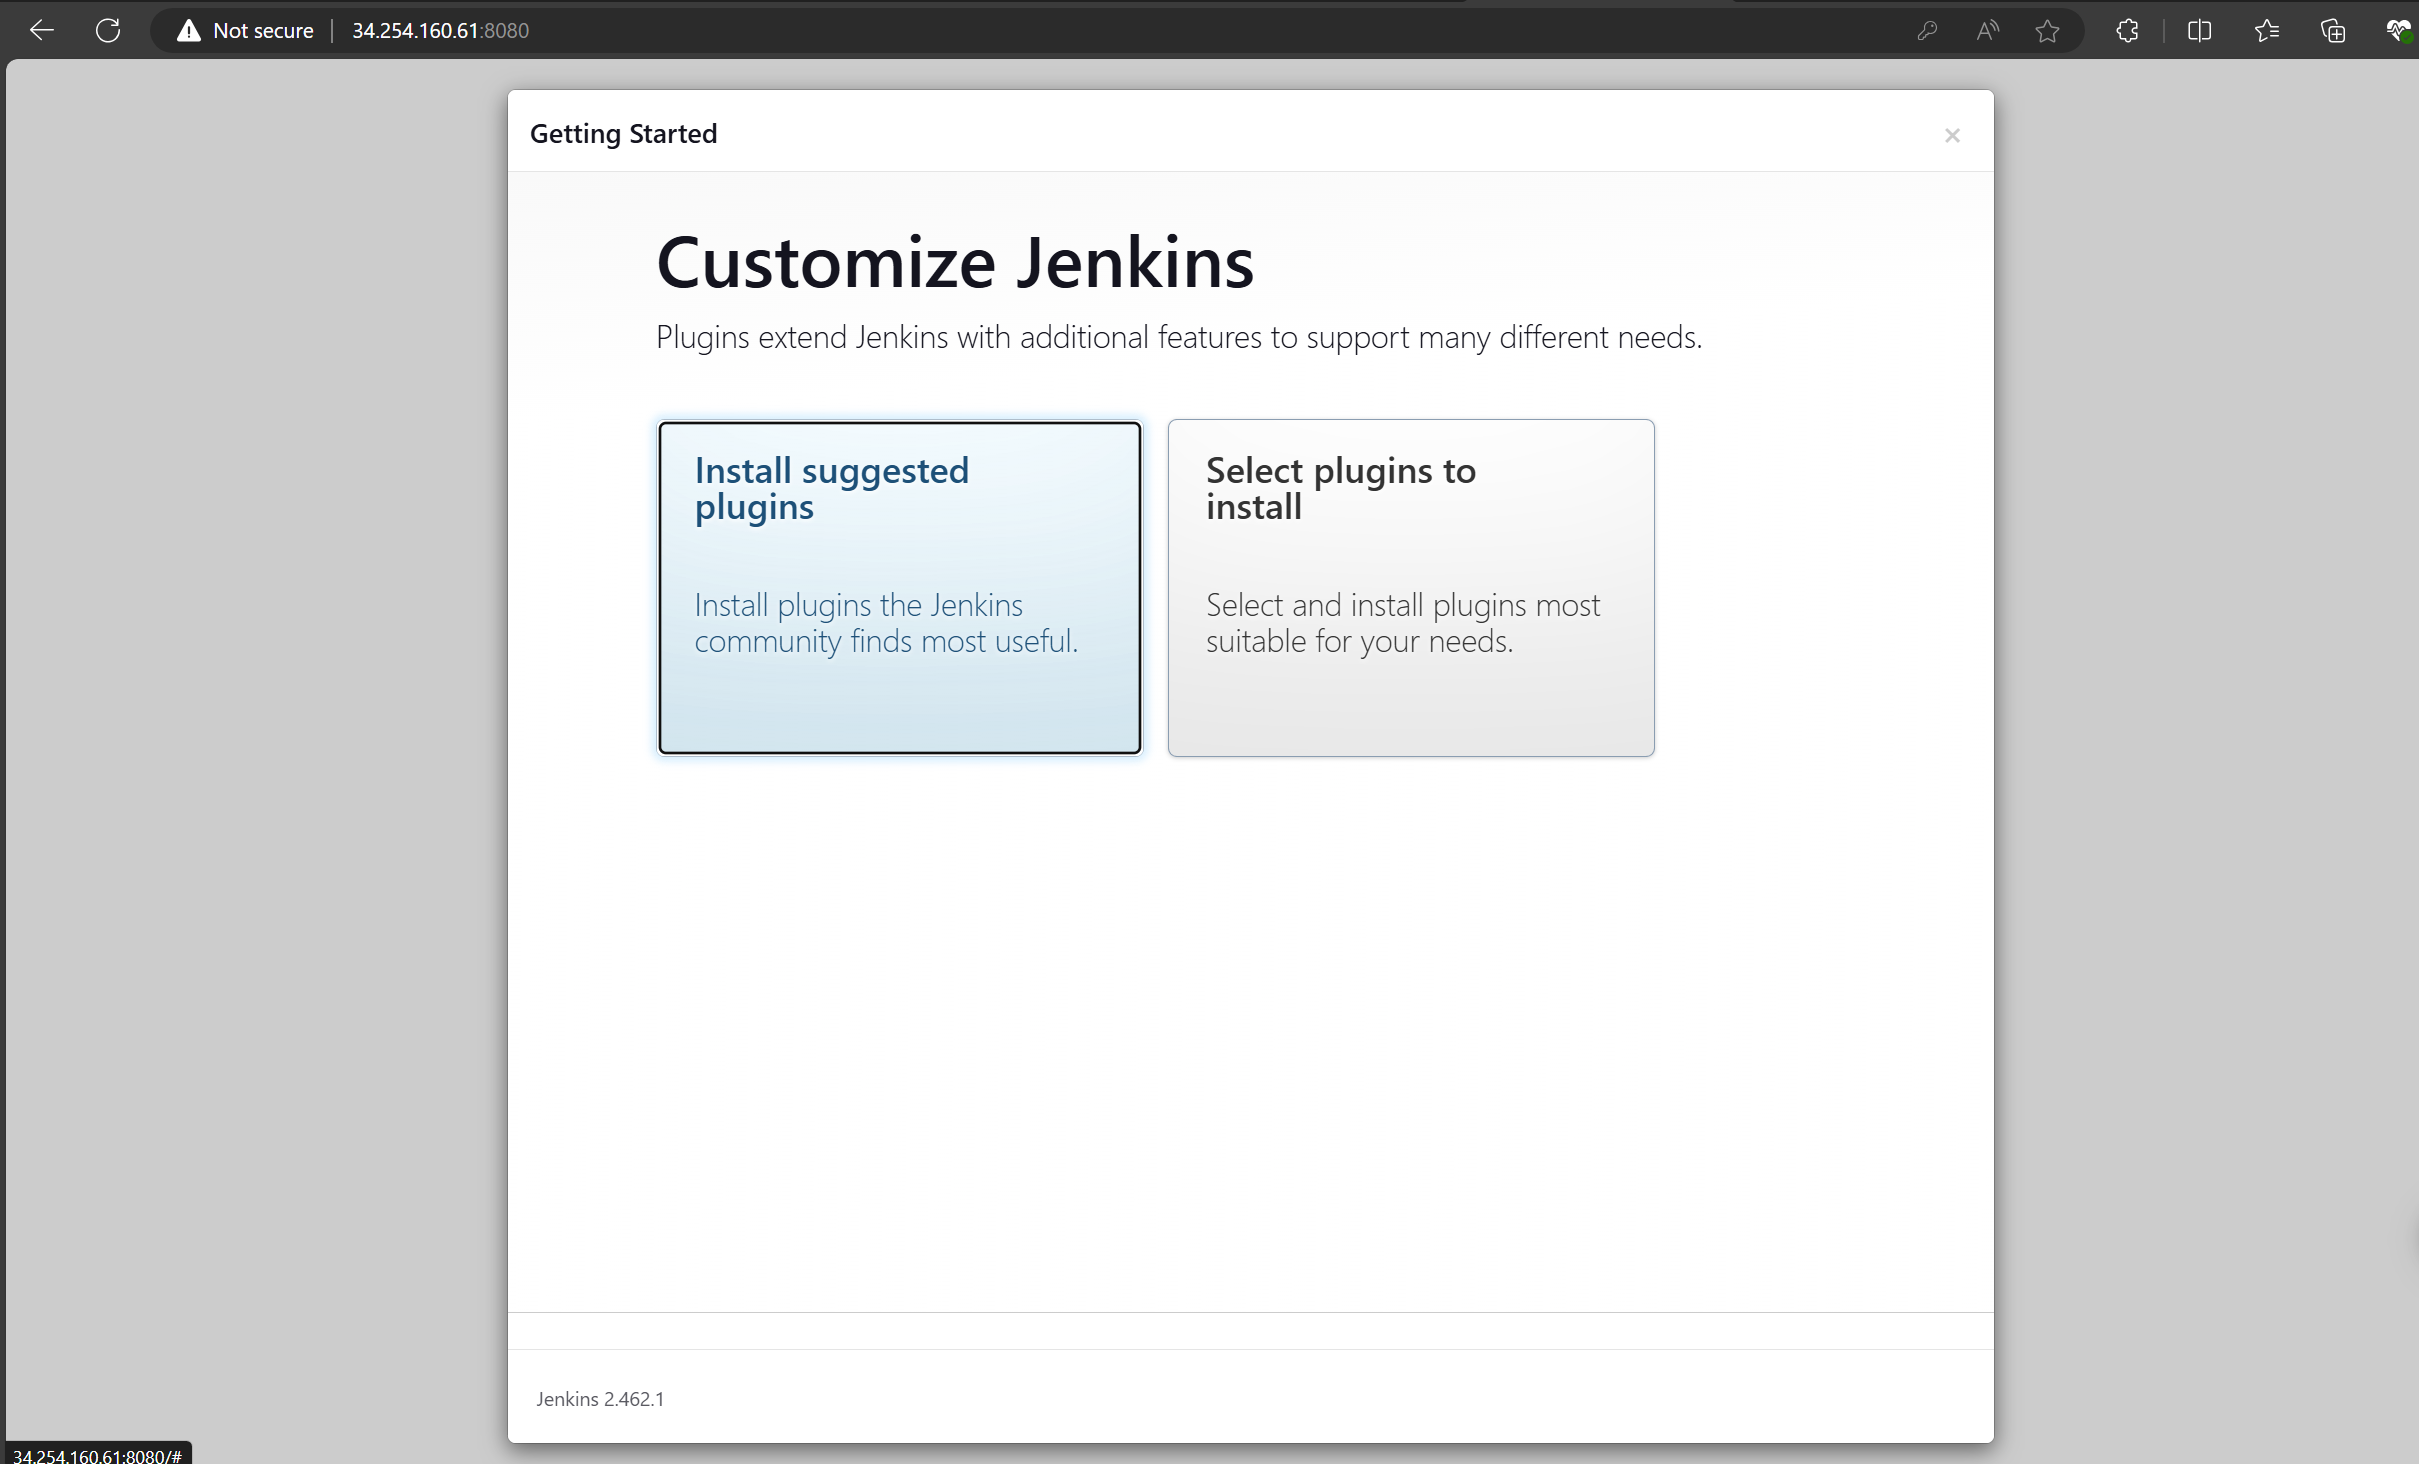 Not secure
34.254.160.61:8080
Getting Started
Customize Jenkins
Plugins extend Jenkins with additional features to support many different needs.
Install suggested
plugins
Install plugins the Jenkins
community finds most useful.
Select plugins to
install
Select and install plugins most
suitable for your needs.
Jenkins 2.462.1
34.254.160.61:8080/#